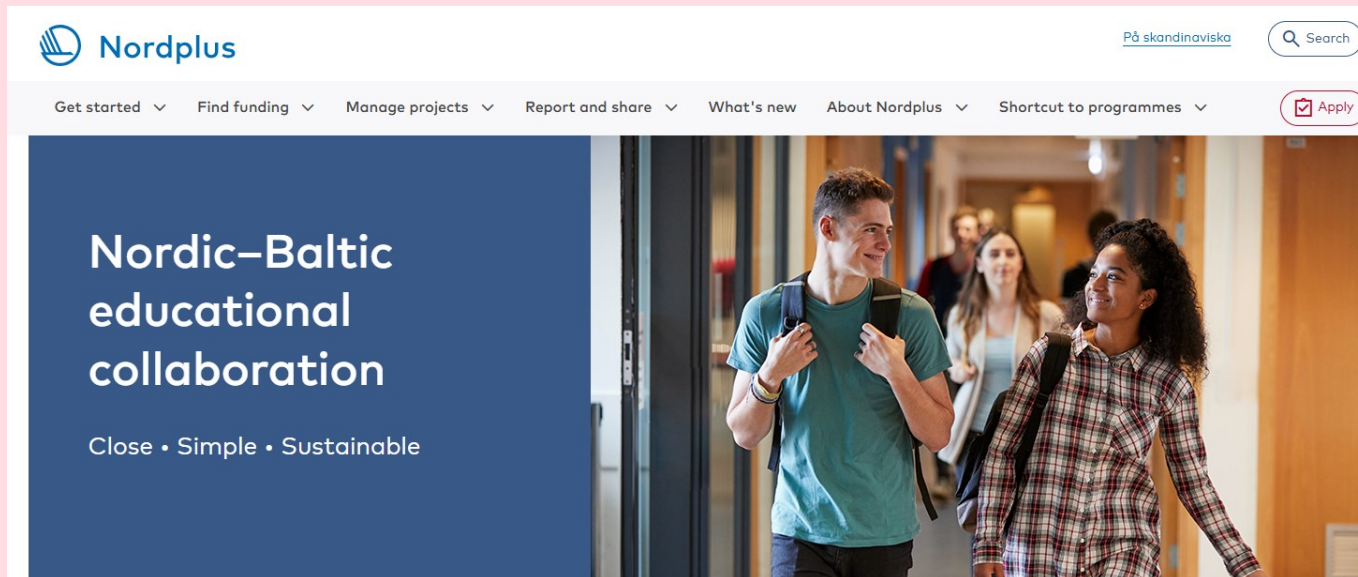 Nordplus
På skandinaviska
Search
Get started
Find funding
Manage projects
Report and share
What's new
About Nordplus
Shortcut to programmes
Apply
Nordic–Baltic
educational
collaboration
Close • Simple • Sustainable